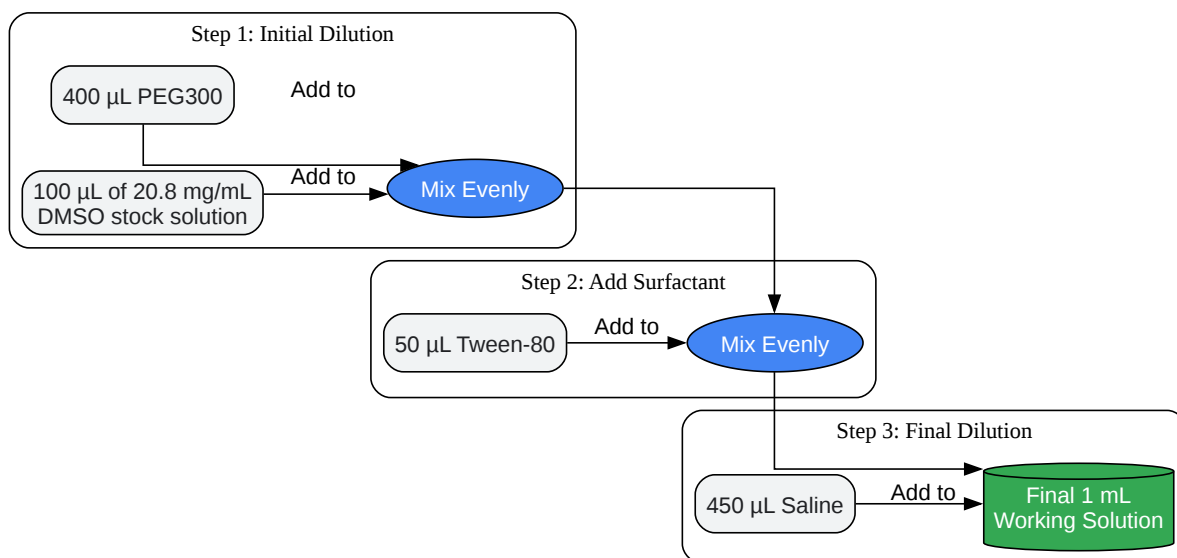 Step 1: Initial Dilution
400 µL PEG300
Add to
100 µL of 20.8 mg/mL
DMSO stock solution
Add to
Mix Evenly
Step 2: Add Surfactant
50 µL Tween-80
Add to
Mix Evenly
Step 3: Final Dilution
450 µL Saline
Add to
Final 1 mL
Working Solution